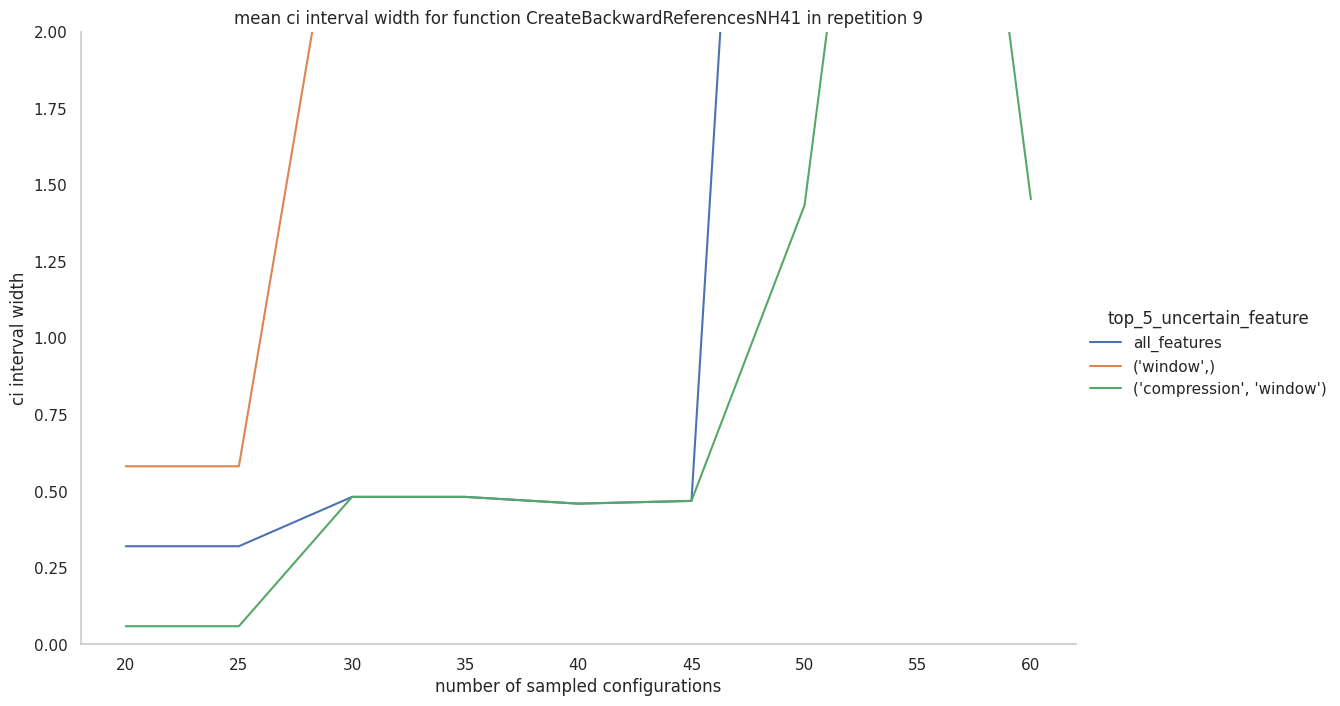 mean ci interval width for function CreateBackwardReferencesNH41 in repetition 9
2.00
1.75
1.50
1.25
1.00
0.75
0.50
0.25
0.00
ci interval width
20
25
30
35
40
45
50
55
60
number of sampled configurations
top_5_uncertain_feature
all_features
('window',)
('compression', 'window')